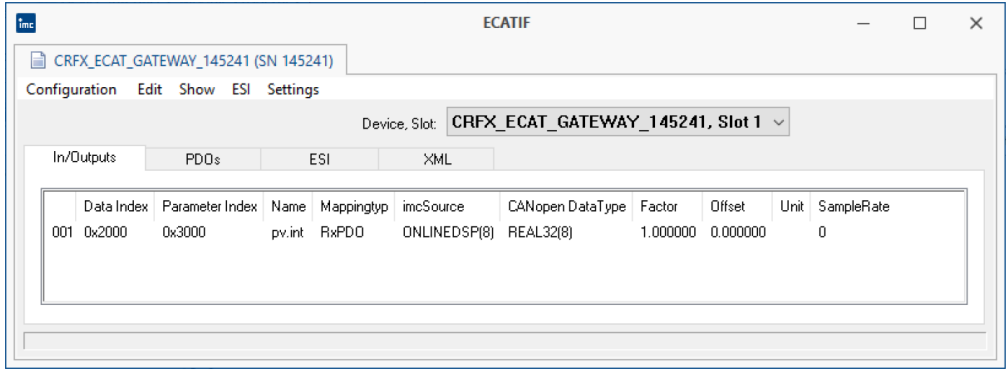 imc ECATIF
CRFX_ECAT_GATEWAY_145241 (SN 145241)
Configuration Edit Show ESI Settings
Device, Slot: CRFX_ECAT_GATEWAY_145241, Slot 1
In/Outputs PDOs ESI XML
Data Index Parameter Index Name Mappingtyp imcSource CANopen DataType Factor Offset Unit SampleRate
001 0x2000 0x3000 pv.int RxPDO ONLINEDSP(8) REAL32(8) 1.000000 0.000000 0